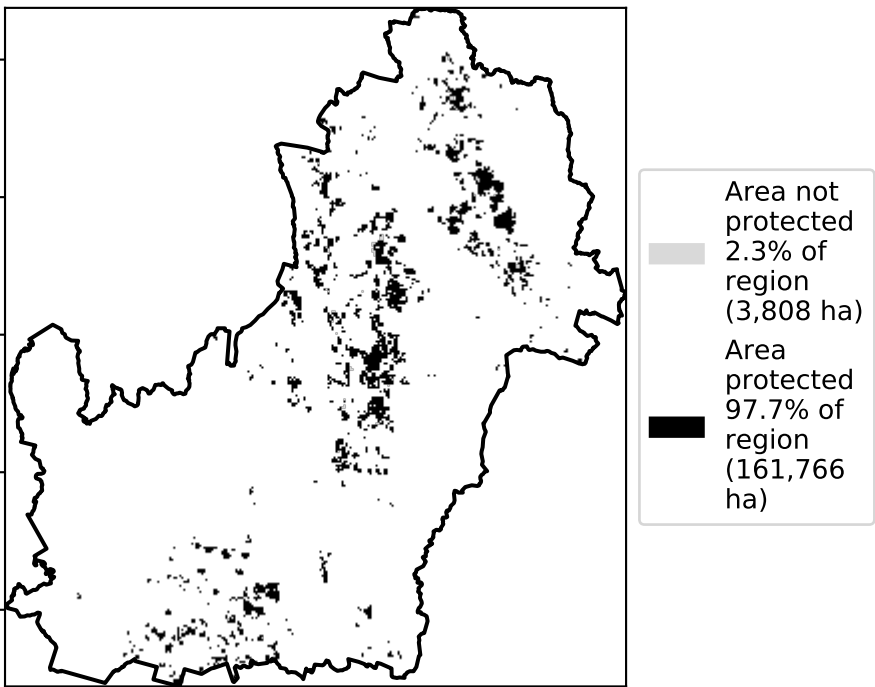 Area not
protected
2.3% of
region
(3,808 ha)
Area
protected
97.7% of
region
(161,766
ha)